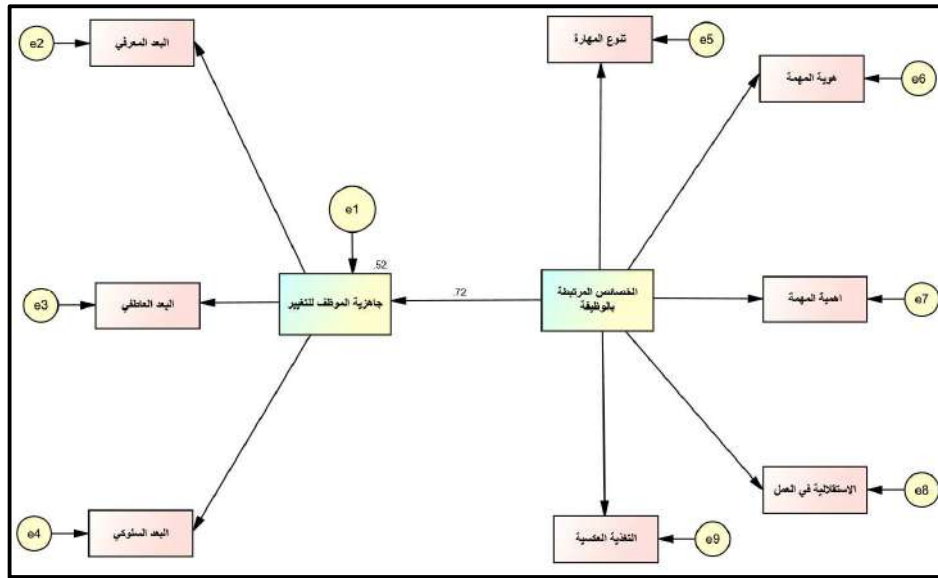 e2
البعد المعرفي
تنوع المهارة
e5
هوية المهمة
e6
e1
.52
جاهزية الموظف للتغيير
.72
الخصائص المرتبطة
بالوظيفة
e3
البعد العاطفي
اهمية المهمة
e7
e4
البعد السلوكي
التغذية العكسية
e9
الاستقلالية في العمل
e8